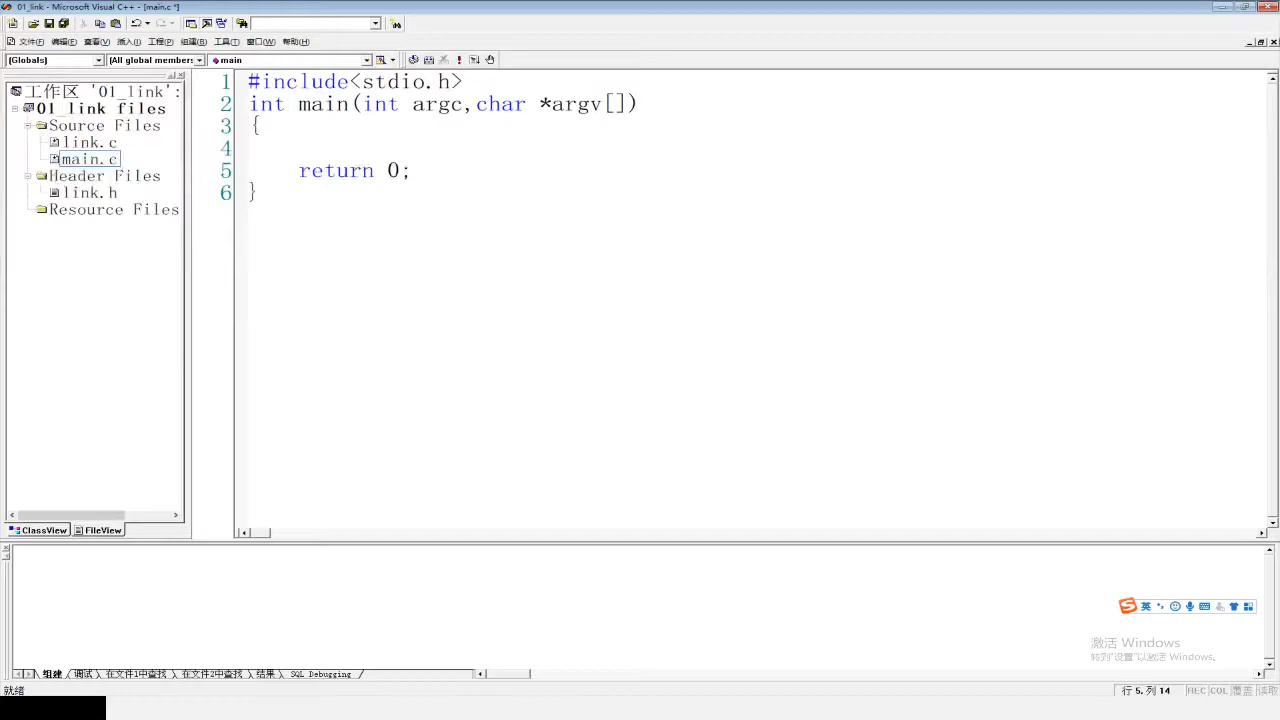 01_link - Microsoft Visual C++ - [main.c *]
文件(F) 编辑(E) 查看(V) 插入(I) 工程(P) 组建(B) 工具(T) 窗口(W) 帮助(H)
(Globals) (All global members main
工作区 '01_link':
01_link files
Source Files
link.c
main.c
Header Files
link.h
Resource Files
ClassView FileView
1 #include<stdio.h>
2 int main(int argc,char *argv[])
3 {
4
5 return 0;
6 }
英
激活 Windows
转到"设置"以激活 Windows。
组建 调试 在文件1中查找 在文件2中查找 结果 SQL Debugging
就绪
行 5, 列 14 REC COL 覆盖 读取